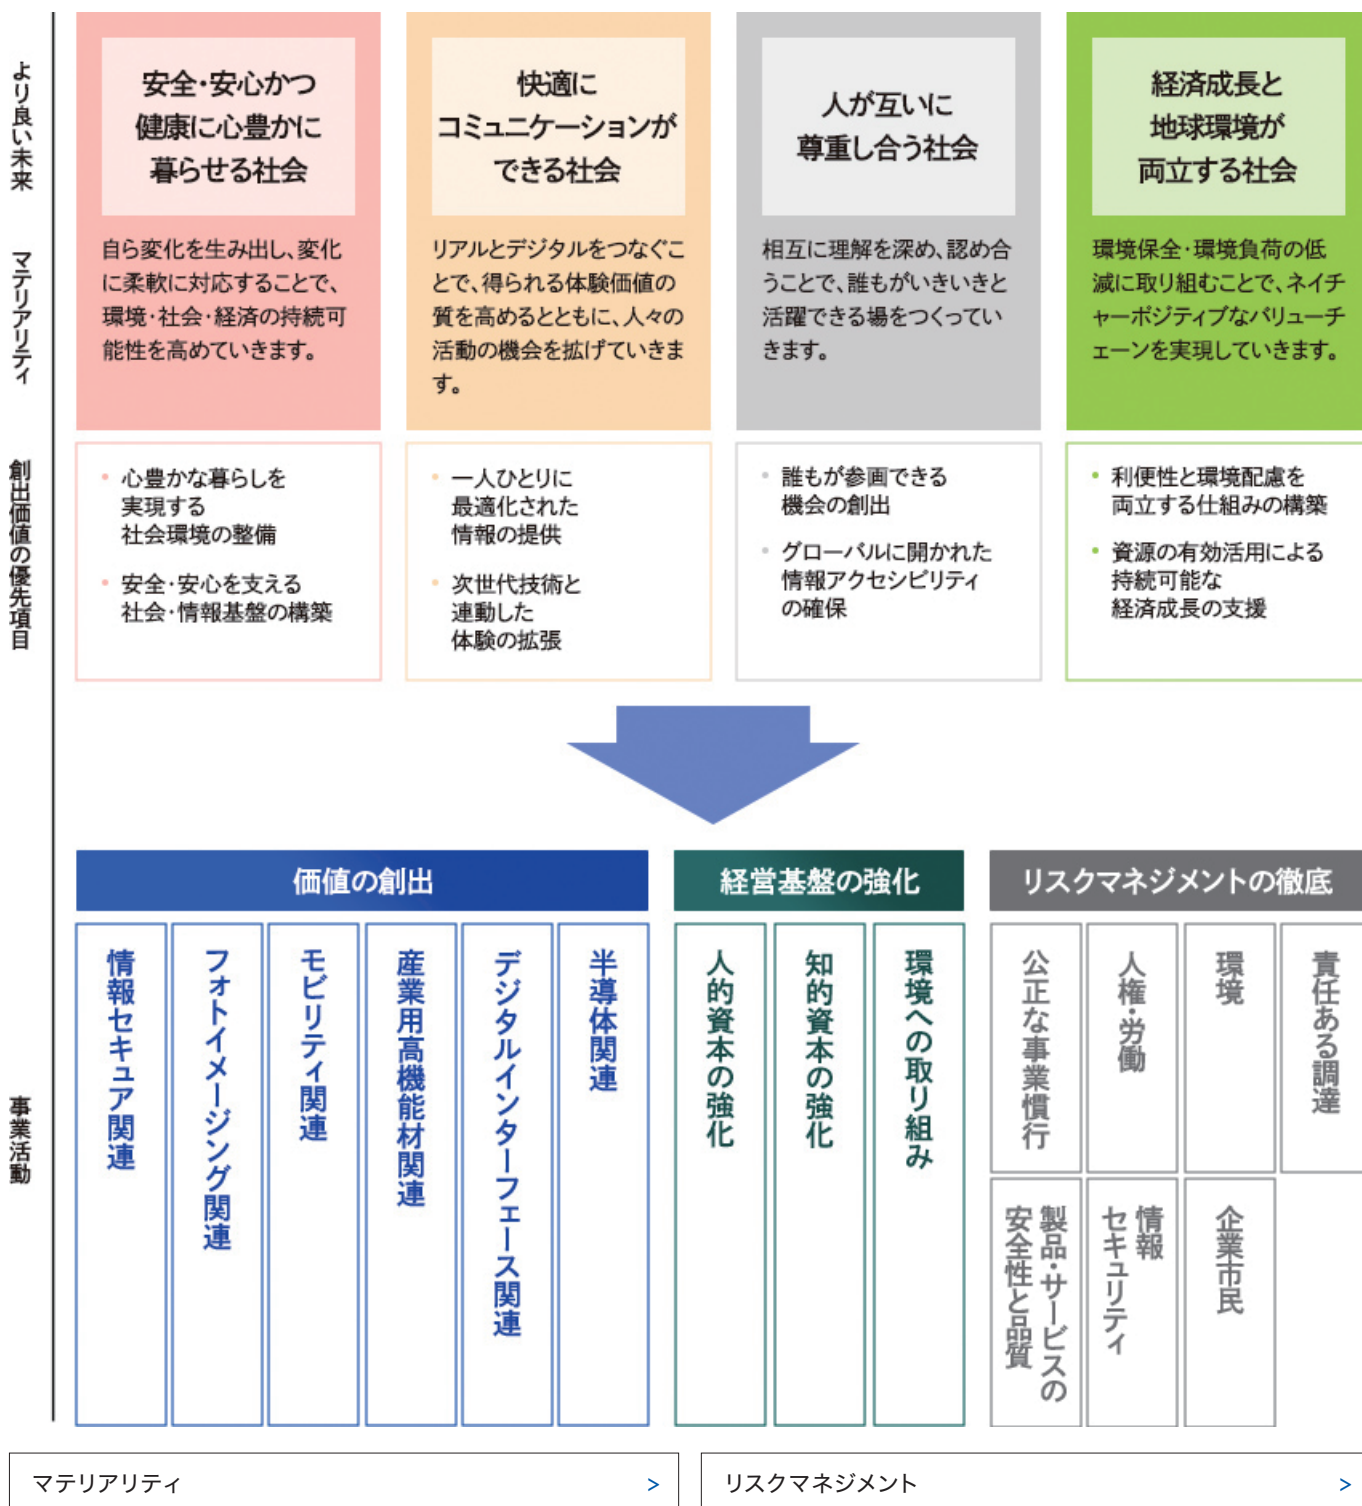 より良い未来
安全・安心かつ
健康に心豊かに
暮らせる社会
快適に
コミュニケーションが
できる社会
人が互いに
尊重し合う社会
経済成長と
地球環境が
両立する社会
マテリアリティ
自ら変化を生み出し、変化
に柔軟に対応することで、
環境・社会・経済の持続可
能性を高めていきます。
リアルとデジタルをつなぐこ
とで、得られる体験価値の
質を高めるとともに、人々の
活動の機会を拡げていきま
す。
相互に理解を深め、認め合
うことで、誰もがいきいきと
活躍できる場をつくってい
きます。
環境保全・環境負荷の低
減に取り組むことで、ネイチ
ャーポジティブなバリューチ
ェーンを実現していきます。
創出価値の優先項目
• 心豊かな暮らしを
実現する
社会環境の整備
• 安全・安心を支える
社会・情報基盤の構築
• 一人ひとりに
最適化された
情報の提供
• 次世代技術と
連動した
体験の拡張
• 誰もが参画できる
機会の創出
• グローバルに開かれた
情報アクセシビリティ
の確保
• 利便性と環境配慮を
両立する仕組みの構築
• 資源の有効活用による
持続可能な
経済成長の支援
事業活動
価値の創出
情報セキュア関連
フォトイメージング関連
モビリティ関連
産業用高機能材関連
デジタルインターフェース関連
半導体関連
経営基盤の強化
人的資本の強化
知的資本の強化
環境への取り組み
リスクマネジメントの徹底
公正な事業慣行
人権・労働
環境
責任ある調達
製品・サービスの
安全性と品質
情報
セキュリティ
企業市民
マテリアリティ >
リスクマネジメント >